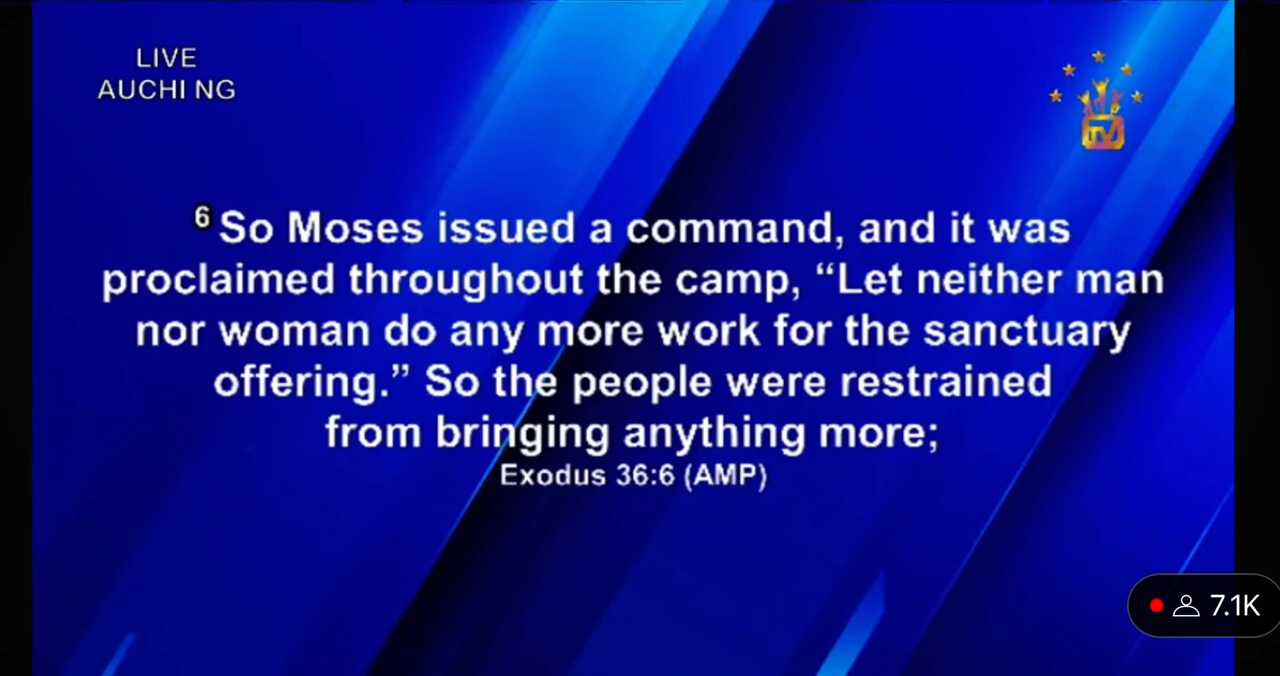 LIVE
AUCHI NG
TV
6 So Moses issued a command, and it was
proclaimed throughout the camp, “Let neither man
nor woman do any more work for the sanctuary
offering.” So the people were restrained
from bringing anything more;
Exodus 36:6 (AMP)
7.1K